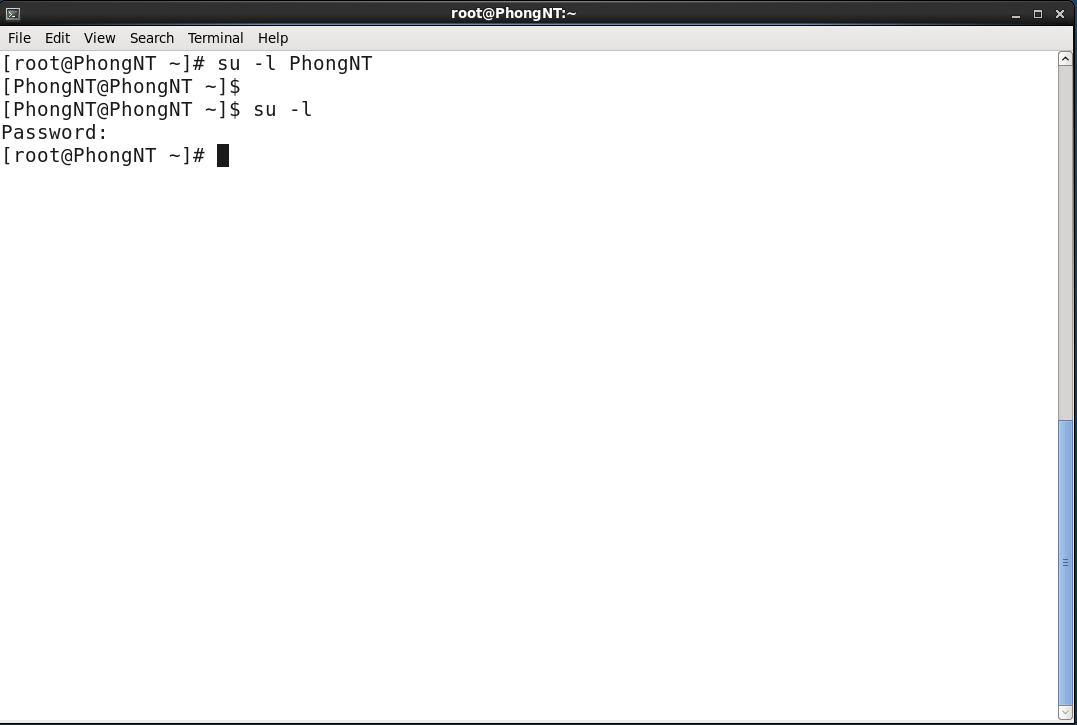 root@PhongNT:~
File Edit View Search Terminal Help
[root@PhongNT ~]# su -l PhongNT
[PhongNT@PhongNT ~]$
[PhongNT@PhongNT ~]$ su -l
Password:
[root@PhongNT ~]#